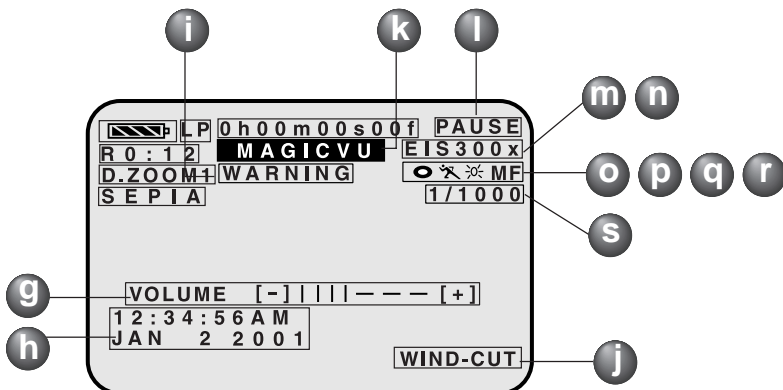 i k l
m n
LP 0h00m00s00f PAUSE
R0:12 MAGICVU EIS300x
D.ZOOM1 WARNING MF o p q r
SEPIA 1/1000
s
g VOLUME [-]||||———[+]
12:34:56AM
h JAN 2 2001
WIND-CUT j